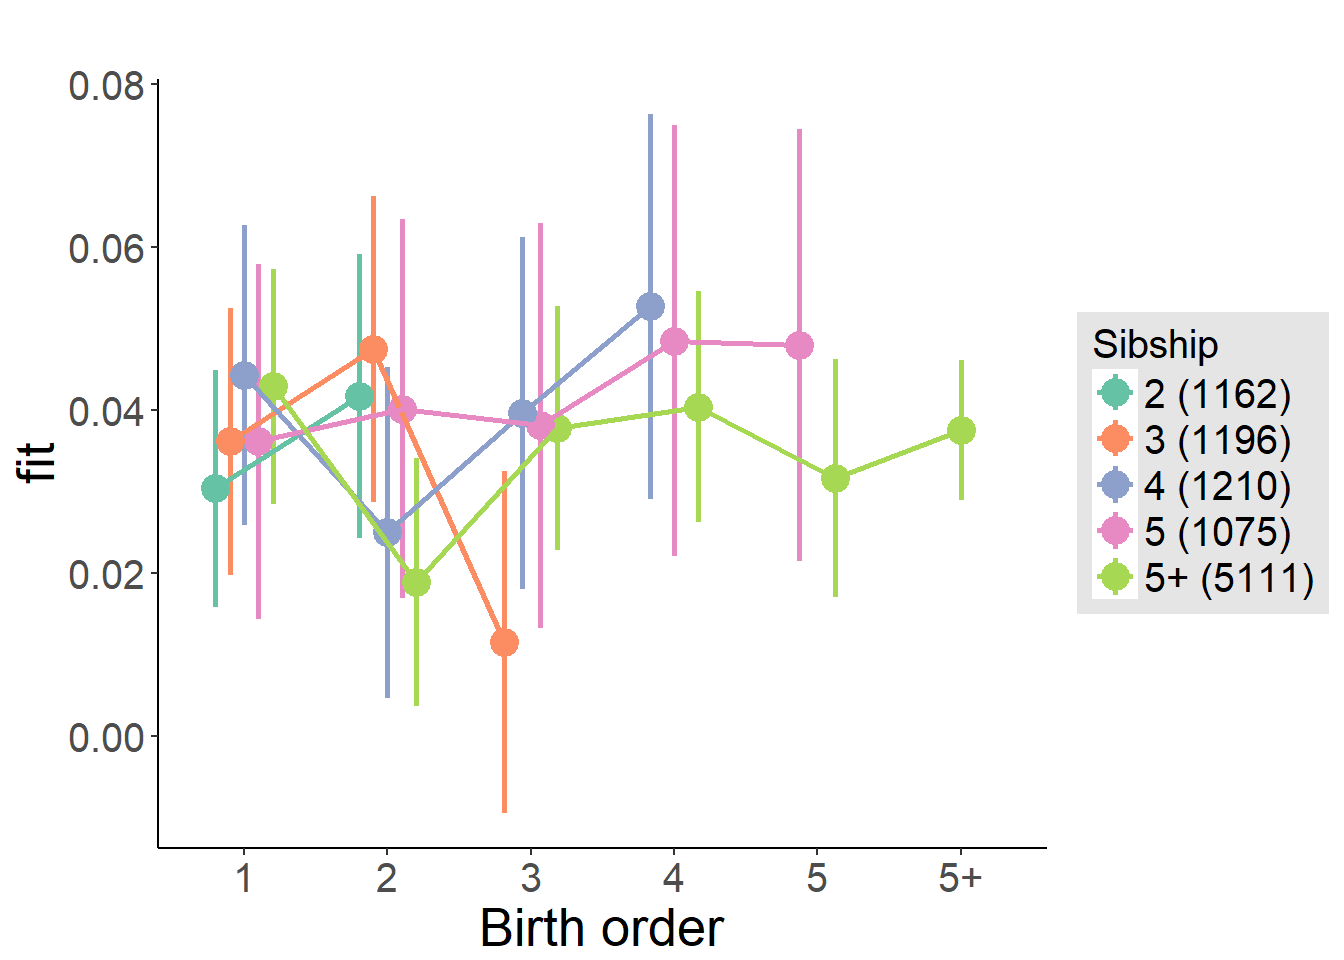 0.08
0.06
0.04
0.02
0.00
fit
1 2 3 4 5 5+
Birth order
Sibship
2 (1162)
3 (1196)
4 (1210)
5 (1075)
5+ (5111)